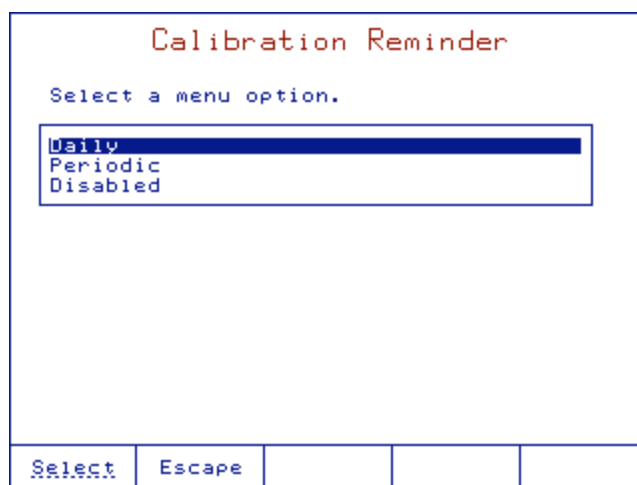 Calibration Reminder
Select a menu option.
Daily
Periodic
Disabled
Select Escape